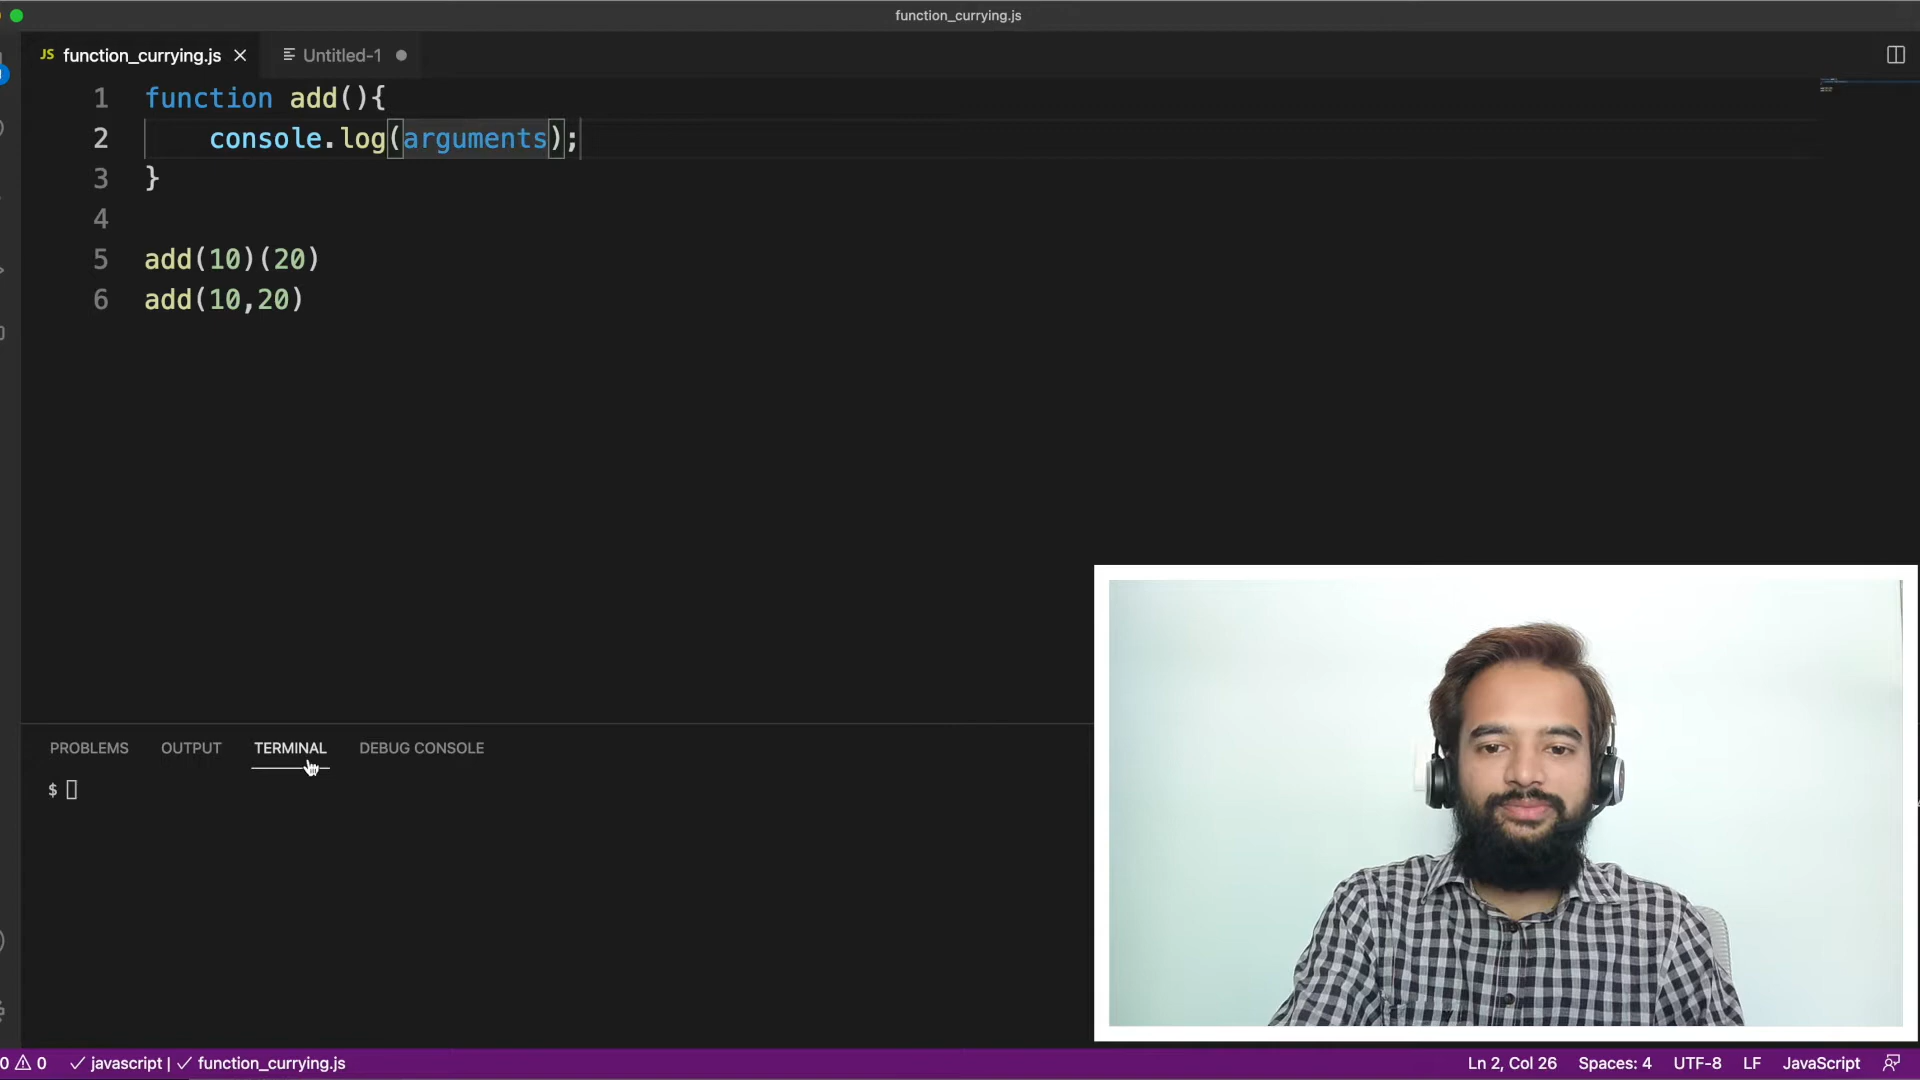 function_currying.js
JS function_currying.js
Untitled-1
1 function add(){
2 console.log(arguments);
3 }
4
5 add(10)(20)
6 add(10,20)
PROBLEMS OUTPUT TERMINAL DEBUG CONSOLE
$
0 0 javascript | function_currying.js Ln 2, Col 26 Spaces: 4 UTF-8 LF JavaScript